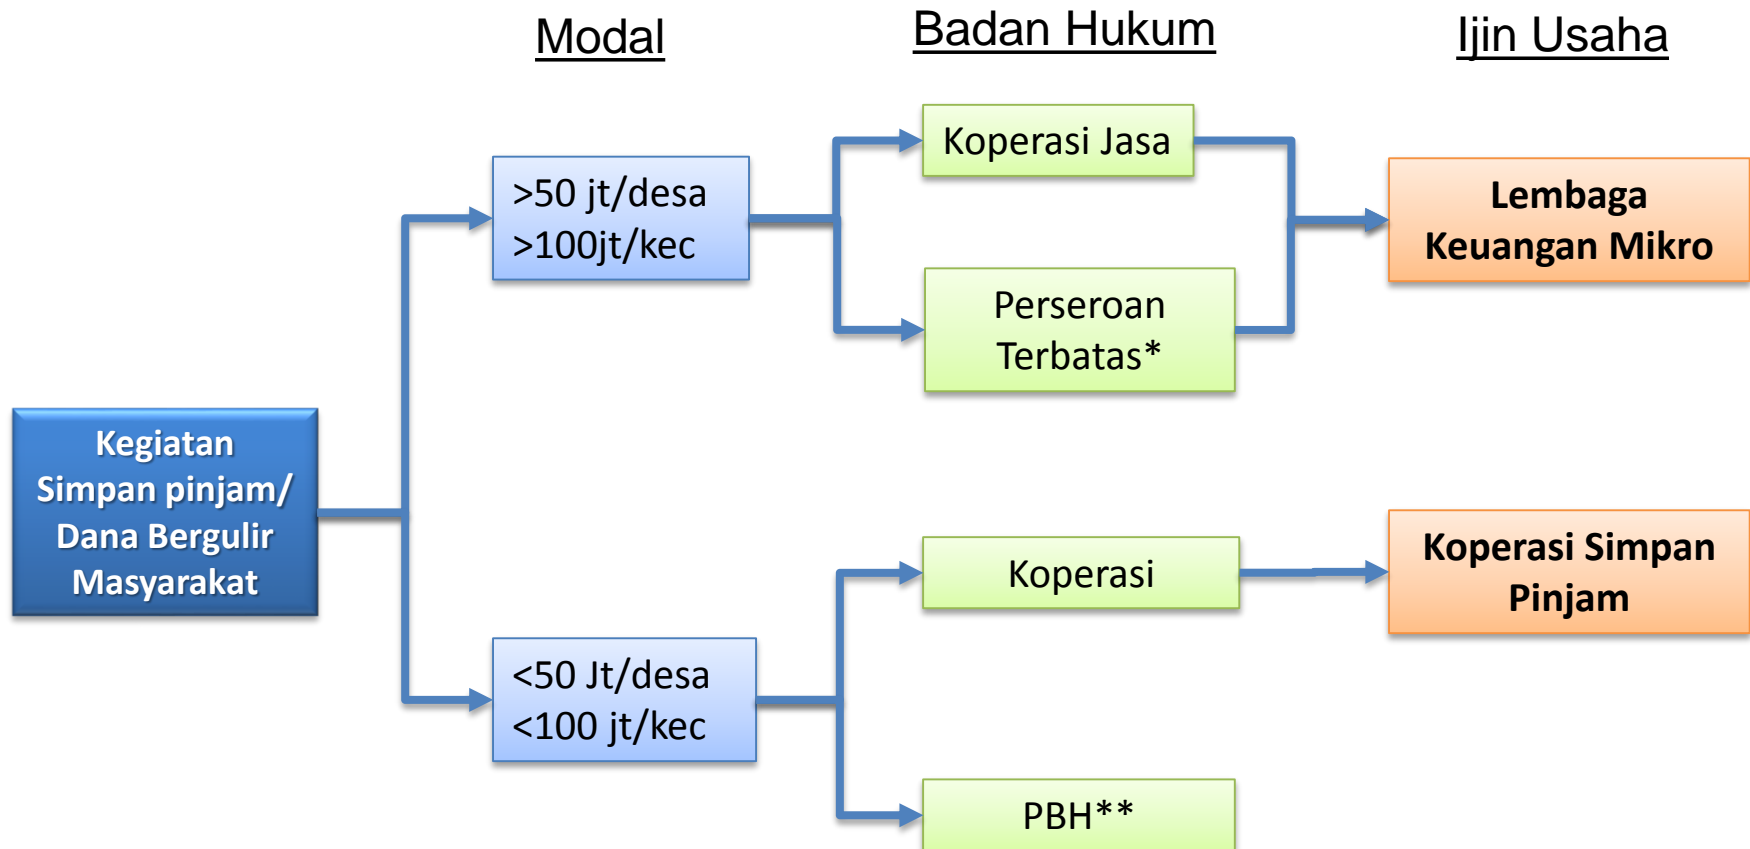 Modal
Badan Hukum
Ijin Usaha
Koperasi Jasa
>50 jt/desa
>100jt/kec
Lembaga
Keuangan Mikro
Perseroan
Terbatas*
Kegiatan
Simpan pinjam/
Dana Bergulir
Masyarakat
Koperasi
Koperasi Simpan
Pinjam
<50 Jt/desa
<100 jt/kec
PBH**